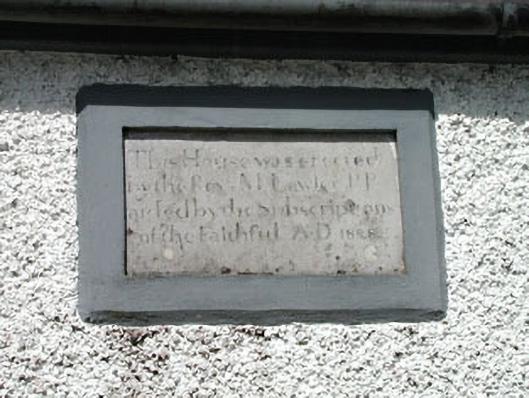 This House was erected
by the Rev. M. Lawler P.P.
aided by the Subscriptions
of the Faithful A.D.